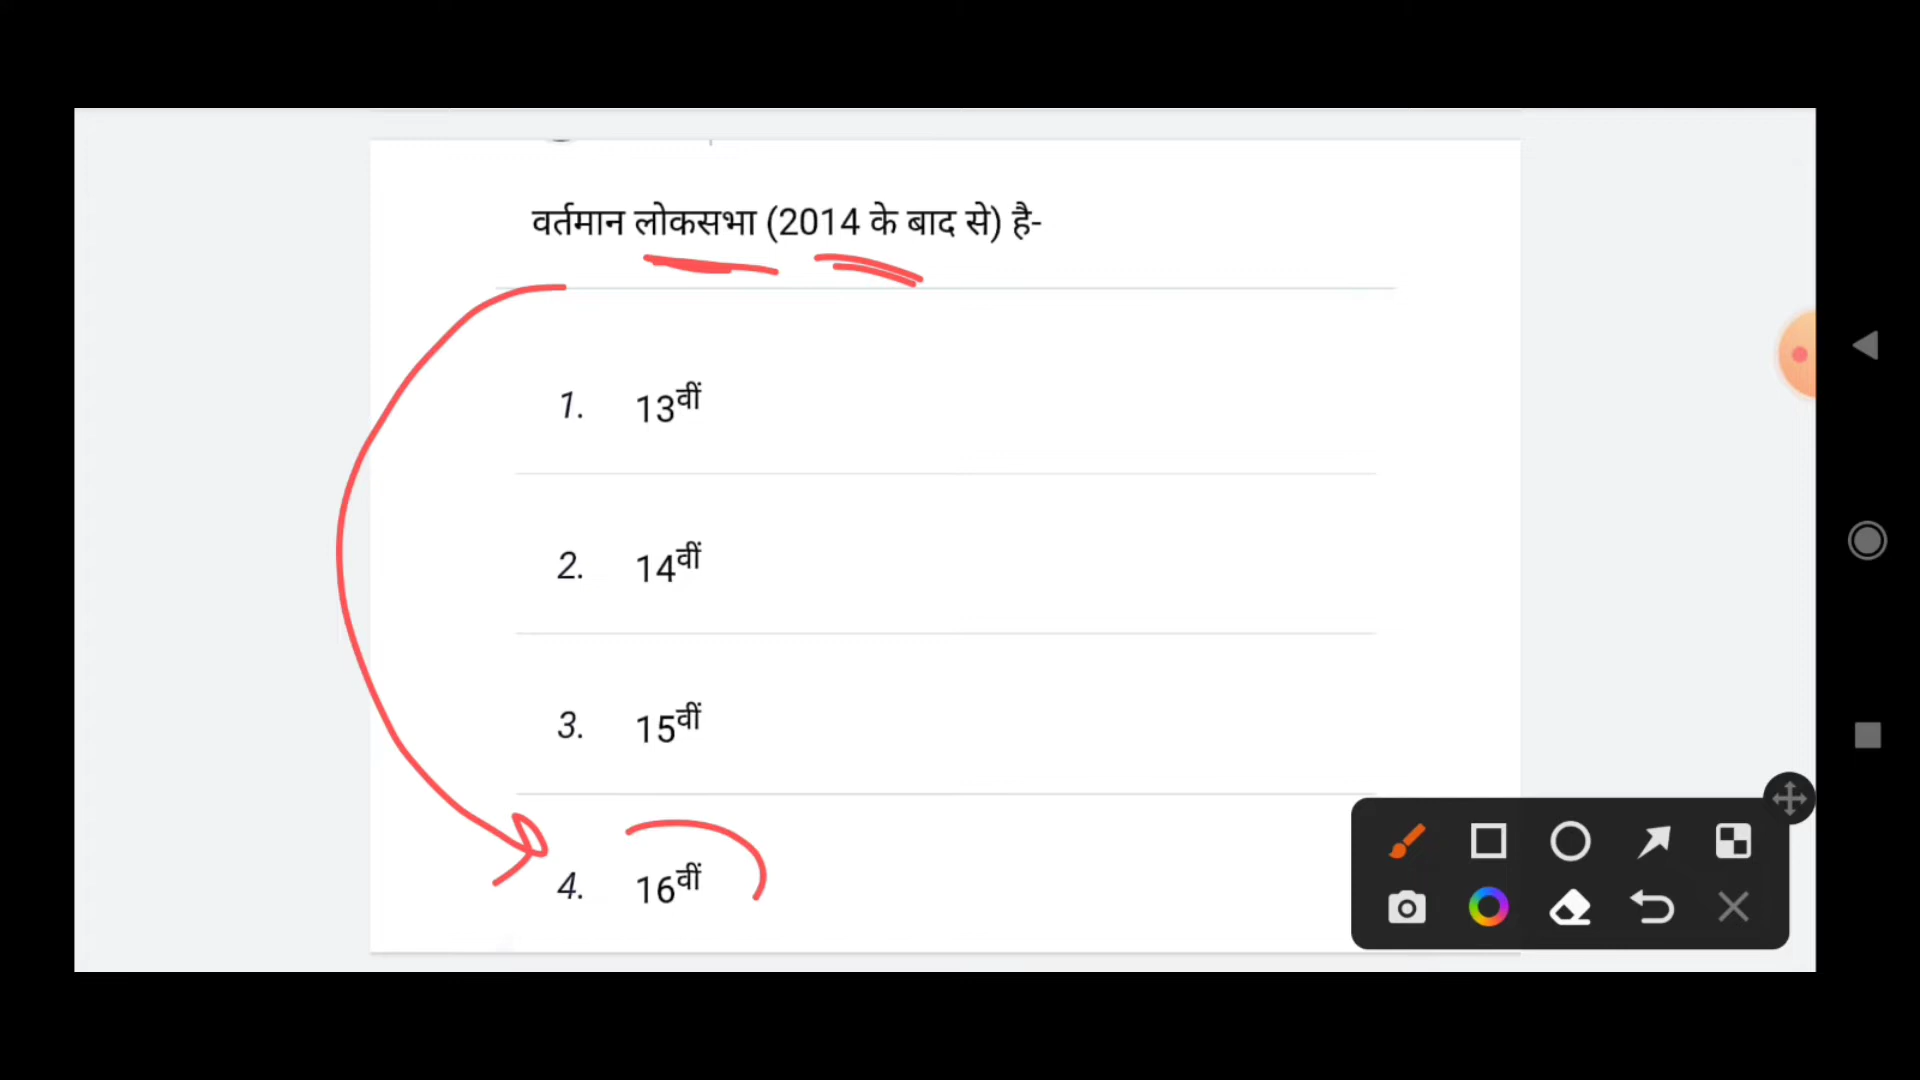 वर्तमान लोकसभा (2014 के बाद से) है-
1. 13वीं
2. 14वीं
3. 15वीं
4. 16वीं